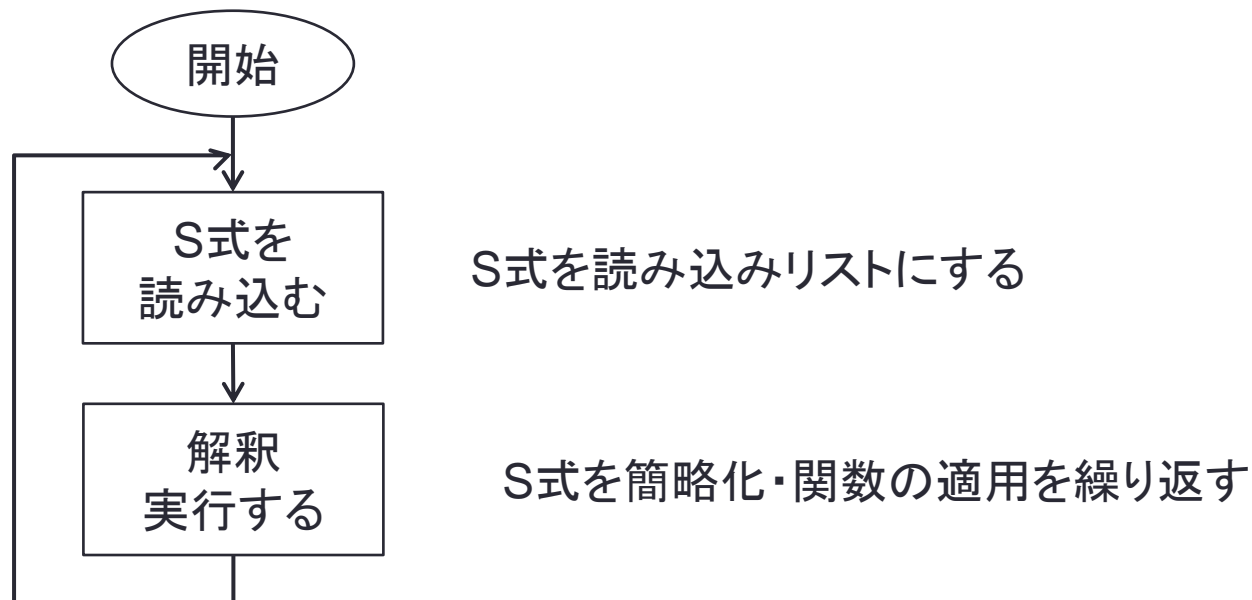 開始
S式を
読み込む
S式を読み込みリストにする
解釈
実行する
S式を簡略化・関数の適用を繰り返す